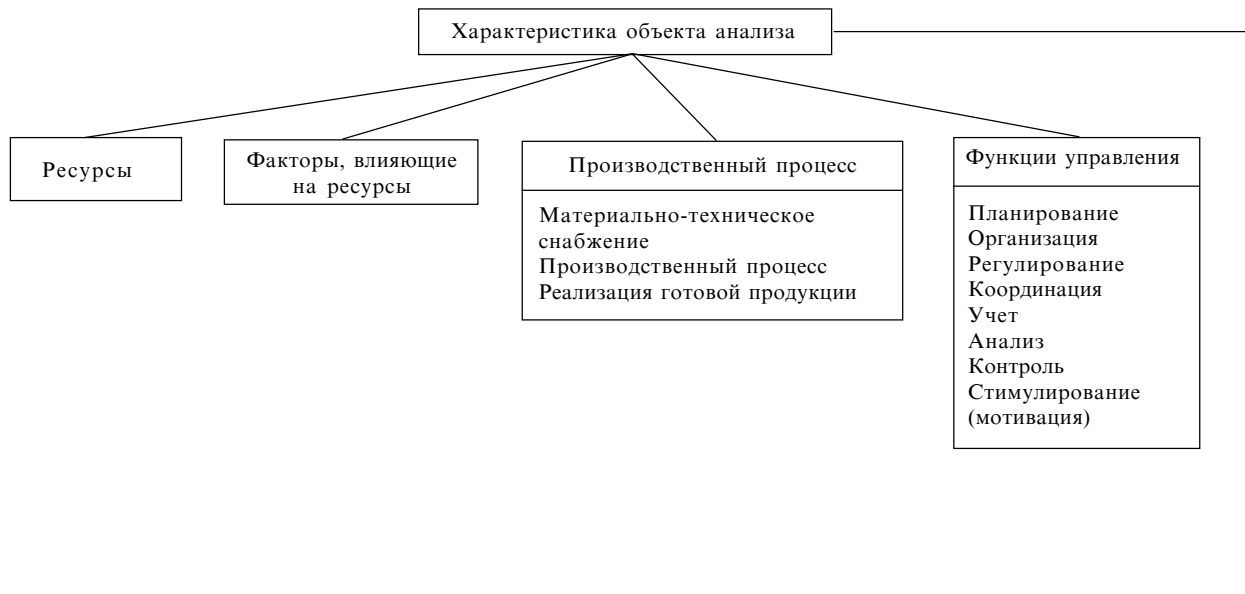 Характеристика объекта анализа
Ресурсы
Факторы, влияющие
на ресурсы
Производственный процесс
Материально-техническое
снабжение
Производственный процесс
Реализация готовой продукции
Функции управления
Планирование
Организация
Регулирование
Координация
Учет
Анализ
Контроль
Стимулирование
(мотивация)